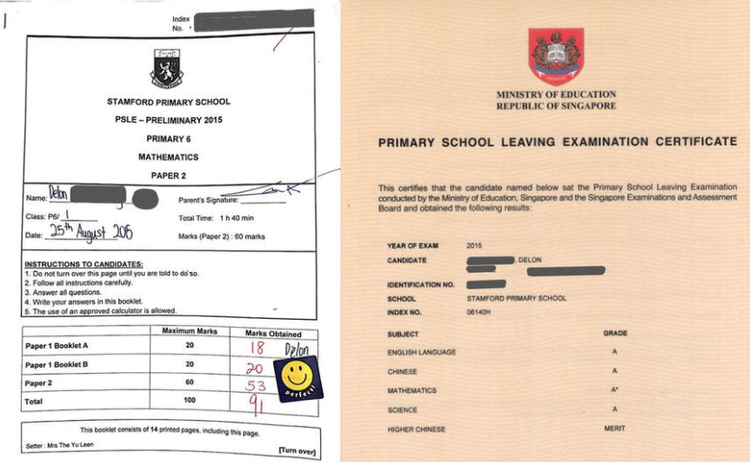 Index
No.
STAMFORD PRIMARY SCHOOL
PSLE – PRELIMINARY 2015
PRIMARY 6
MATHEMATICS
PAPER 2
Name: Delon
Parent's Signature:
Class: P6/ 1
Total Time: 1 h 40 min
Date: 25th August 2015
Marks (Paper 2) : 60 marks
INSTRUCTIONS TO CANDIDATES:
1. Do not turn over this page until you are told to do so.
2. Follow all instructions carefully.
3. Answer all questions.
4. Write your answers in this booklet.
5. The use of an approved calculator is allowed.
Maximum Marks Marks Obtained
Paper 1 Booklet A 20 18 Delon
Paper 1 Booklet B 20 20
Paper 2 60 53
perfect!
Total 100 91
This booklet consists of 14 printed pages, including this page.
Setter : Mrs The Yu Leen
[Turn over]
MINISTRY OF EDUCATION
REPUBLIC OF SINGAPORE
PRIMARY SCHOOL LEAVING EXAMINATION CERTIFICATE
This certifies that the candidate named below sat the Primary School Leaving Examination
conducted by the Ministry of Education, Singapore and the Singapore Examinations and Assessment
Board and obtained the following results:
YEAR OF EXAM 2015
CANDIDATE , DELON
IDENTIFICATION NO.
SCHOOL STAMFORD PRIMARY SCHOOL
INDEX NO. 06140H
SUBJECT GRADE
ENGLISH LANGUAGE A
CHINESE A
MATHEMATICS A*
SCIENCE A
HIGHER CHINESE MERIT